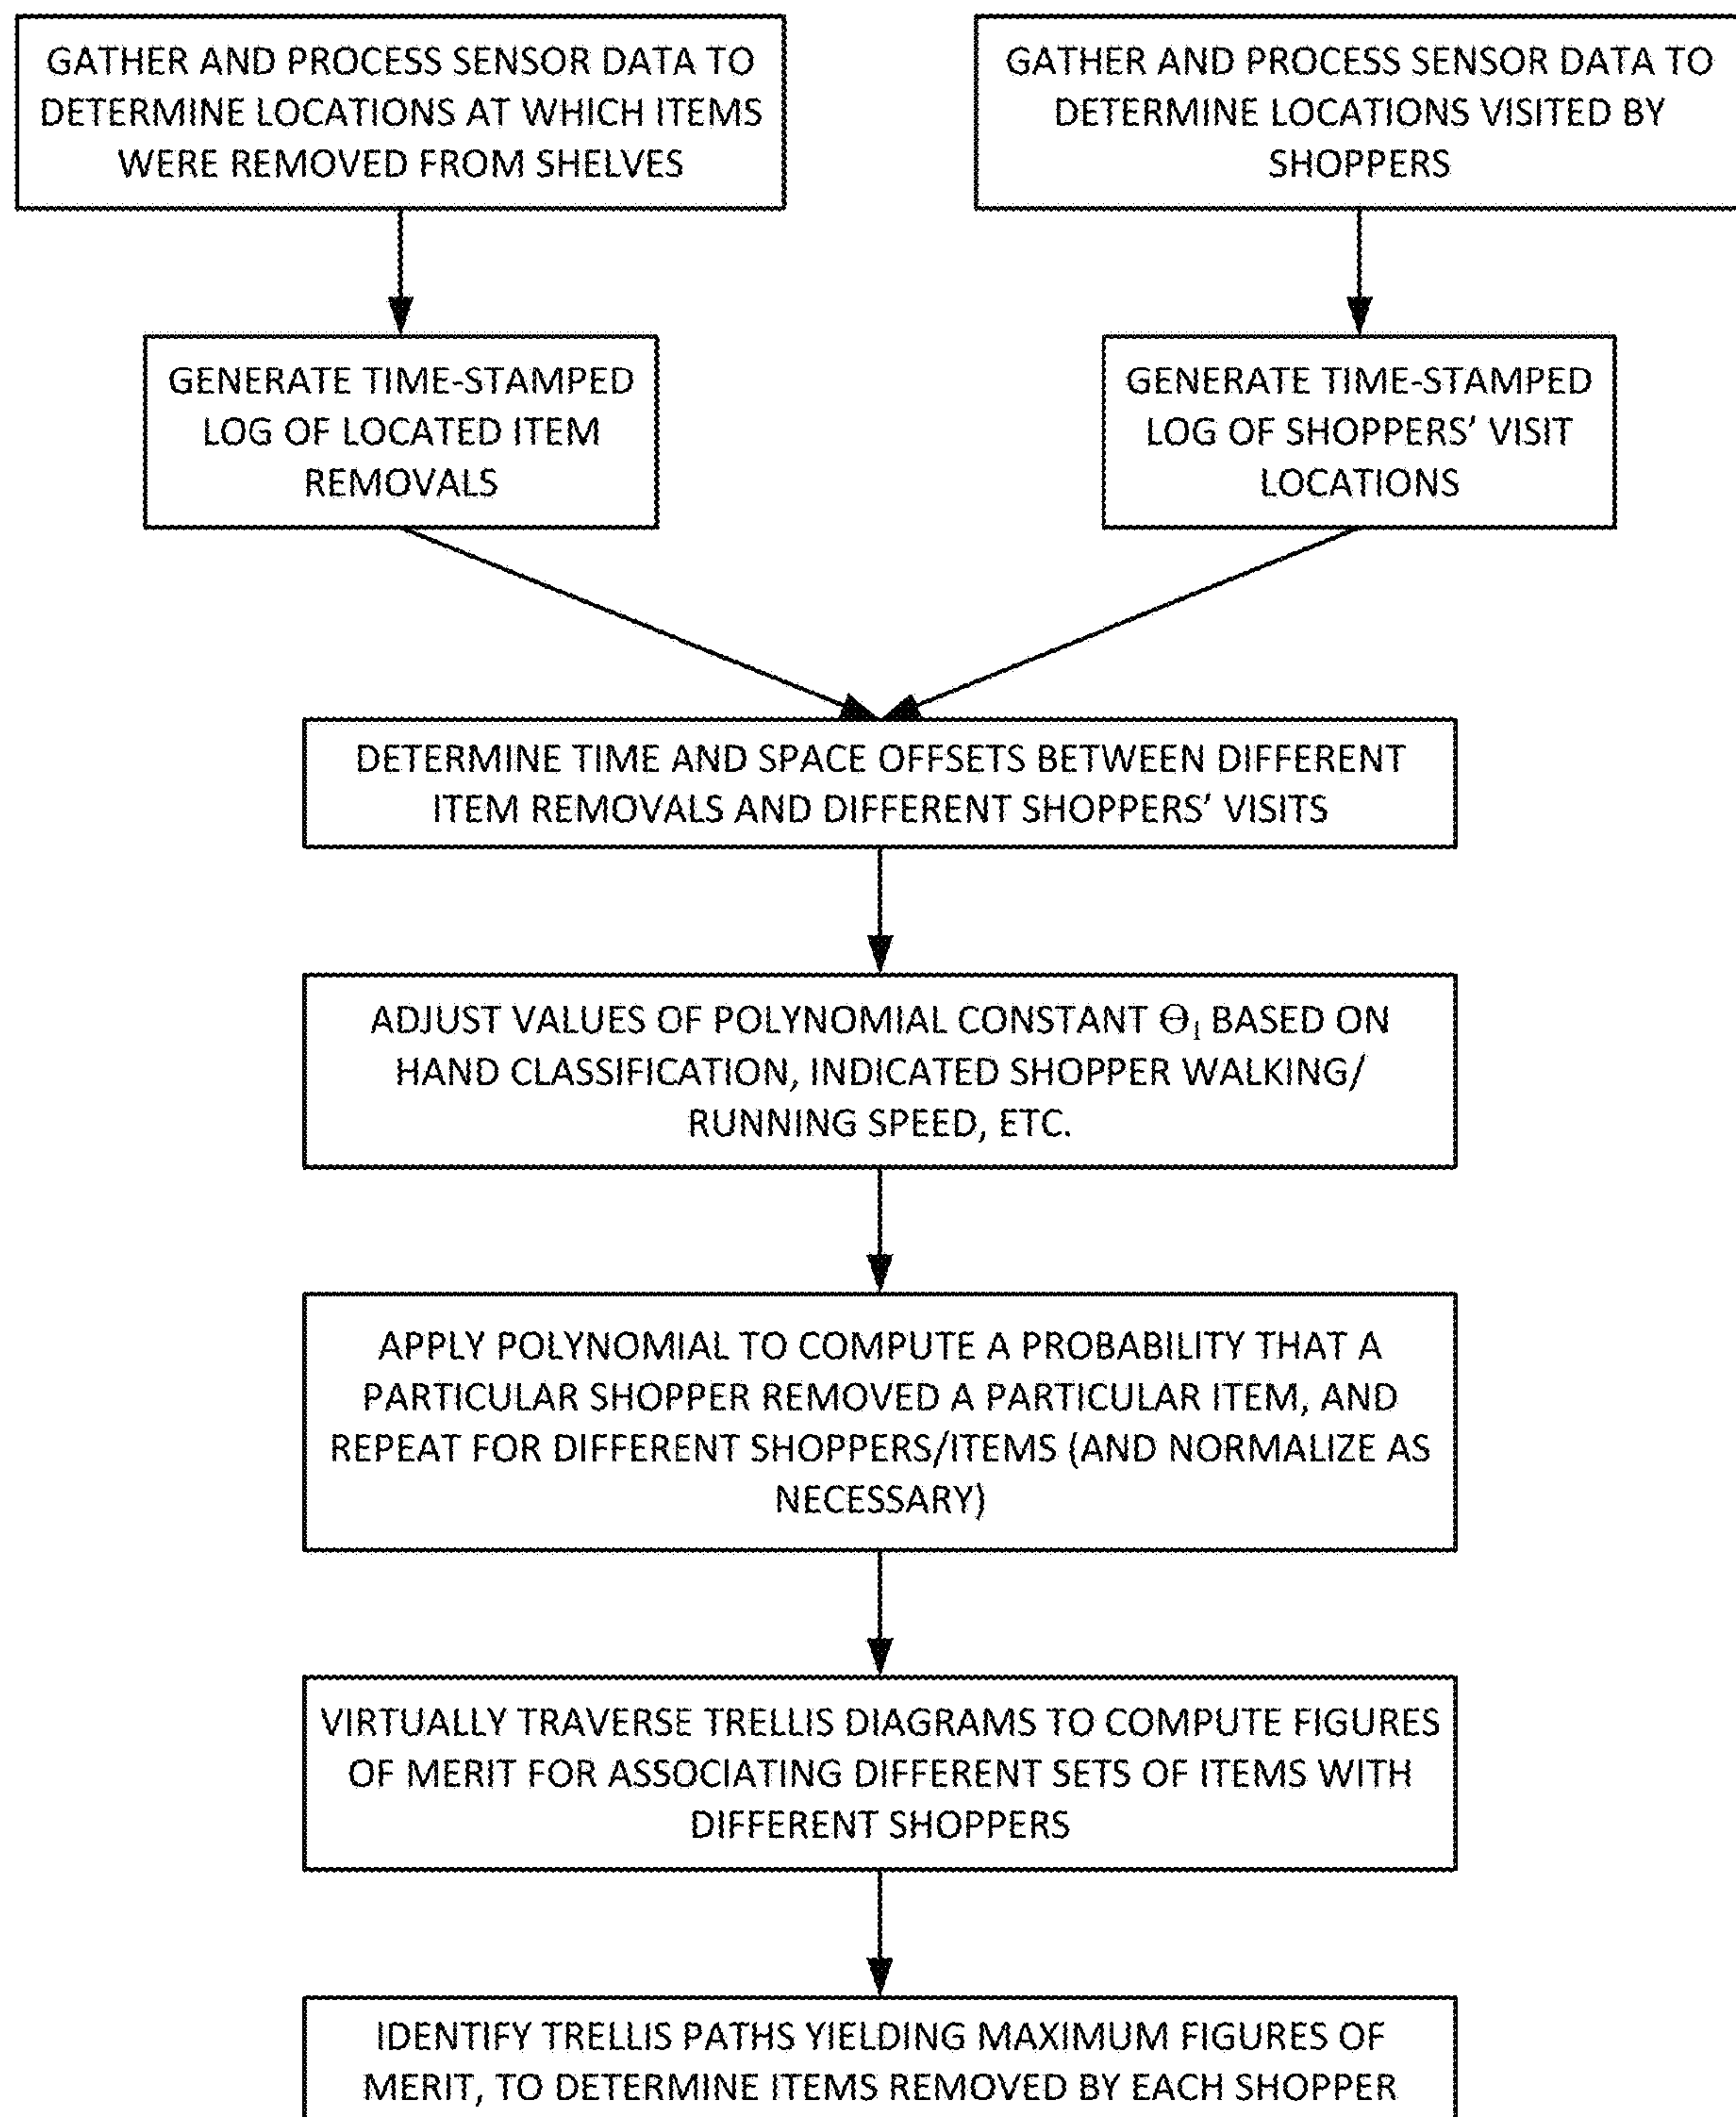 GATHER AND PROCESS SENSOR DATA TO
DETERMINE LOCATIONS AT WHICH ITEMS
WERE REMOVED FROM SHELVES
GATHER AND PROCESS SENSOR DATA TO
DETERMINE LOCATIONS VISITED BY
SHOPPERS
GENERATE TIME-STAMPED
LOG OF LOCATED ITEM
REMOVALS
GENERATE TIME-STAMPED
LOG OF SHOPPERS' VISIT
LOCATIONS
DETERMINE TIME AND SPACE OFFSETS BETWEEN DIFFERENT
ITEM REMOVALS AND DIFFERENT SHOPPERS' VISITS
ADJUST VALUES OF POLYNOMIAL CONSTANT Θᵢ BASED ON
HAND CLASSIFICATION, INDICATED SHOPPER WALKING/
RUNNING SPEED, ETC.
APPLY POLYNOMIAL TO COMPUTE A PROBABILITY THAT A
PARTICULAR SHOPPER REMOVED A PARTICULAR ITEM, AND
REPEAT FOR DIFFERENT SHOPPERS/ITEMS (AND NORMALIZE AS
NECESSARY)
VIRTUALLY TRAVERSE TRELLIS DIAGRAMS TO COMPUTE FIGURES
OF MERIT FOR ASSOCIATING DIFFERENT SETS OF ITEMS WITH
DIFFERENT SHOPPERS
IDENTIFY TRELLIS PATHS YIELDING MAXIMUM FIGURES OF
MERIT, TO DETERMINE ITEMS REMOVED BY EACH SHOPPER